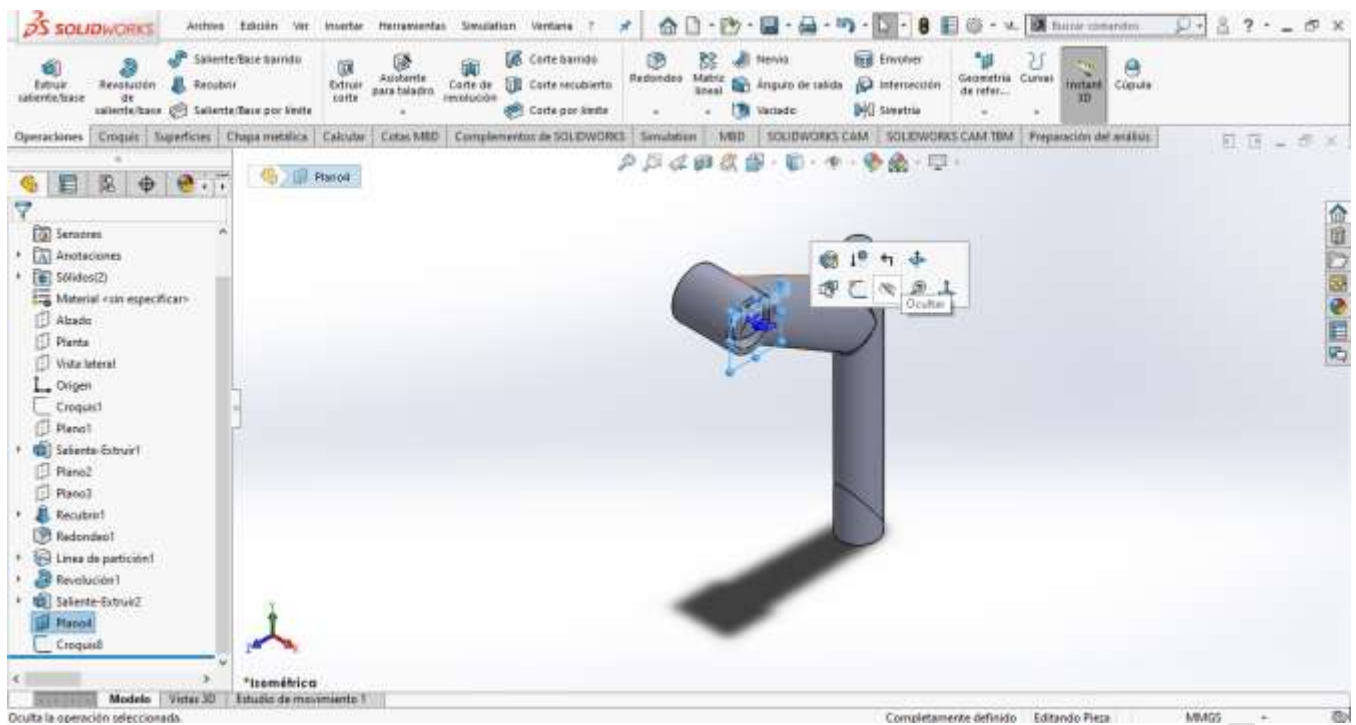 SOLIDWORKS
Archivo Edición Ver Insertar Herramientas Simulation Ventana ?
Buscar comandos
Extruir saliente/base
Revolución de saliente/base
Saliente/Base barrido
Recubrir
Saliente/Base por límite
Extruir corte
Asistente para taladro
Corte de revolución
Corte barrido
Corte recubierto
Corte por límite
Redondeo
Matriz lineal
Nervio
Ángulo de salida
Vaciado
Envolver
Intersección
Simetría
Geometría de refer...
Curvas
Instant 3D
Cúpula
Operaciones Croquis Superficies Chapa metálica Calcular Cotas MBD Complementos de SOLIDWORKS Simulation MBD SOLIDWORKS CAM SOLIDWORKS CAM TBM Preparación del análisis
Plano4
Sensores
Anotaciones
Sólidos(2)
Material <sin especificar>
Alzado
Planta
Vista lateral
Origen
Croquis1
Plano1
Saliente-Extruir1
Plano2
Plano3
Recubrir1
Redondeo1
Línea de partición1
Revolución1
Saliente-Extruir2
Plano4
Croquis8
Ocultar
*Isométrica
Modelo Vistas 3D Estudio de movimiento 1
Oculta la operación seleccionada.
Completamente definido Editando Pieza MMGS